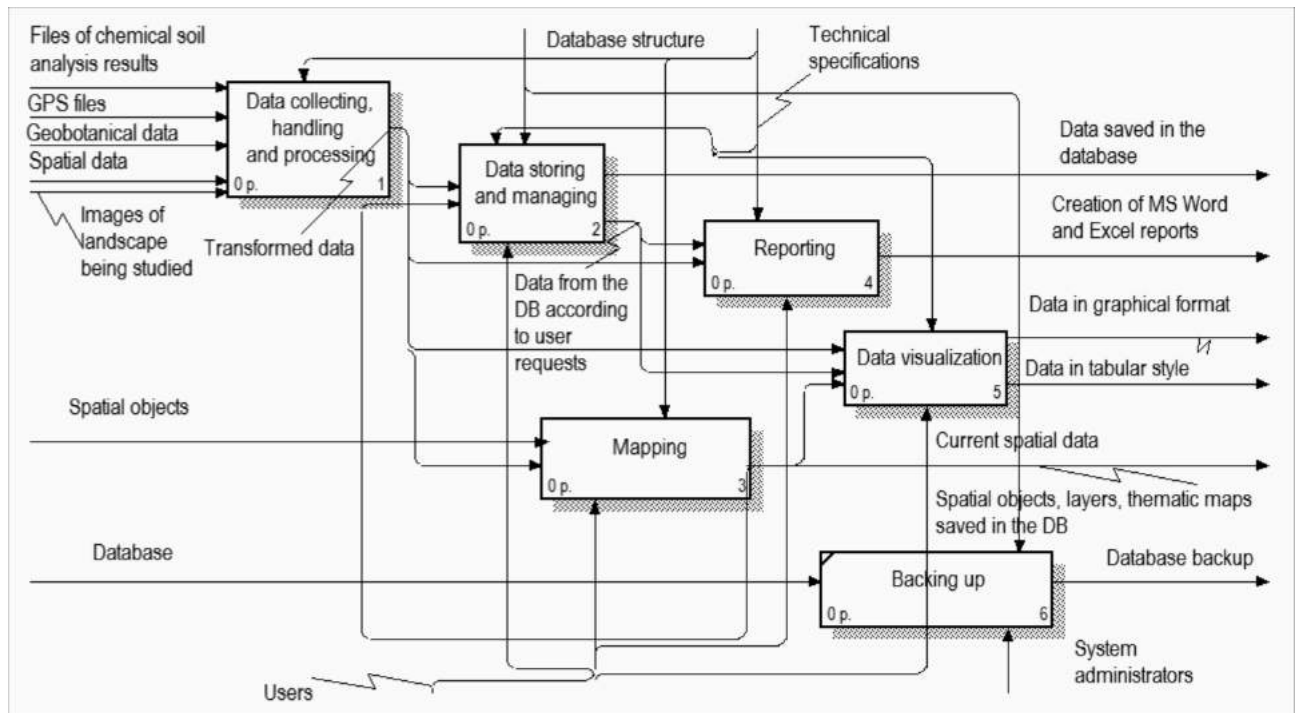 Files of chemical soil
analysis results
GPS files
Geobotanical data
Spatial data
Images of
landscape
being studied
Database structure
Technical
specifications
Data collecting,
handling
and processing
0 p. 1
Transformed data
Data storing
and managing
0 p. 2
Data from the
DB according
to user
requests
Reporting
0 p. 4
Data saved in the
database
Creation of MS Word
and Excel reports
Data in graphical format
Data visualization
0 p. 5
Data in tabular style
Spatial objects
Mapping
0 p. 3
Current spatial data
Spatial objects, layers, thematic maps
saved in the DB
Database
Backing up
0 p. 6
Database backup
System
administrators
Users